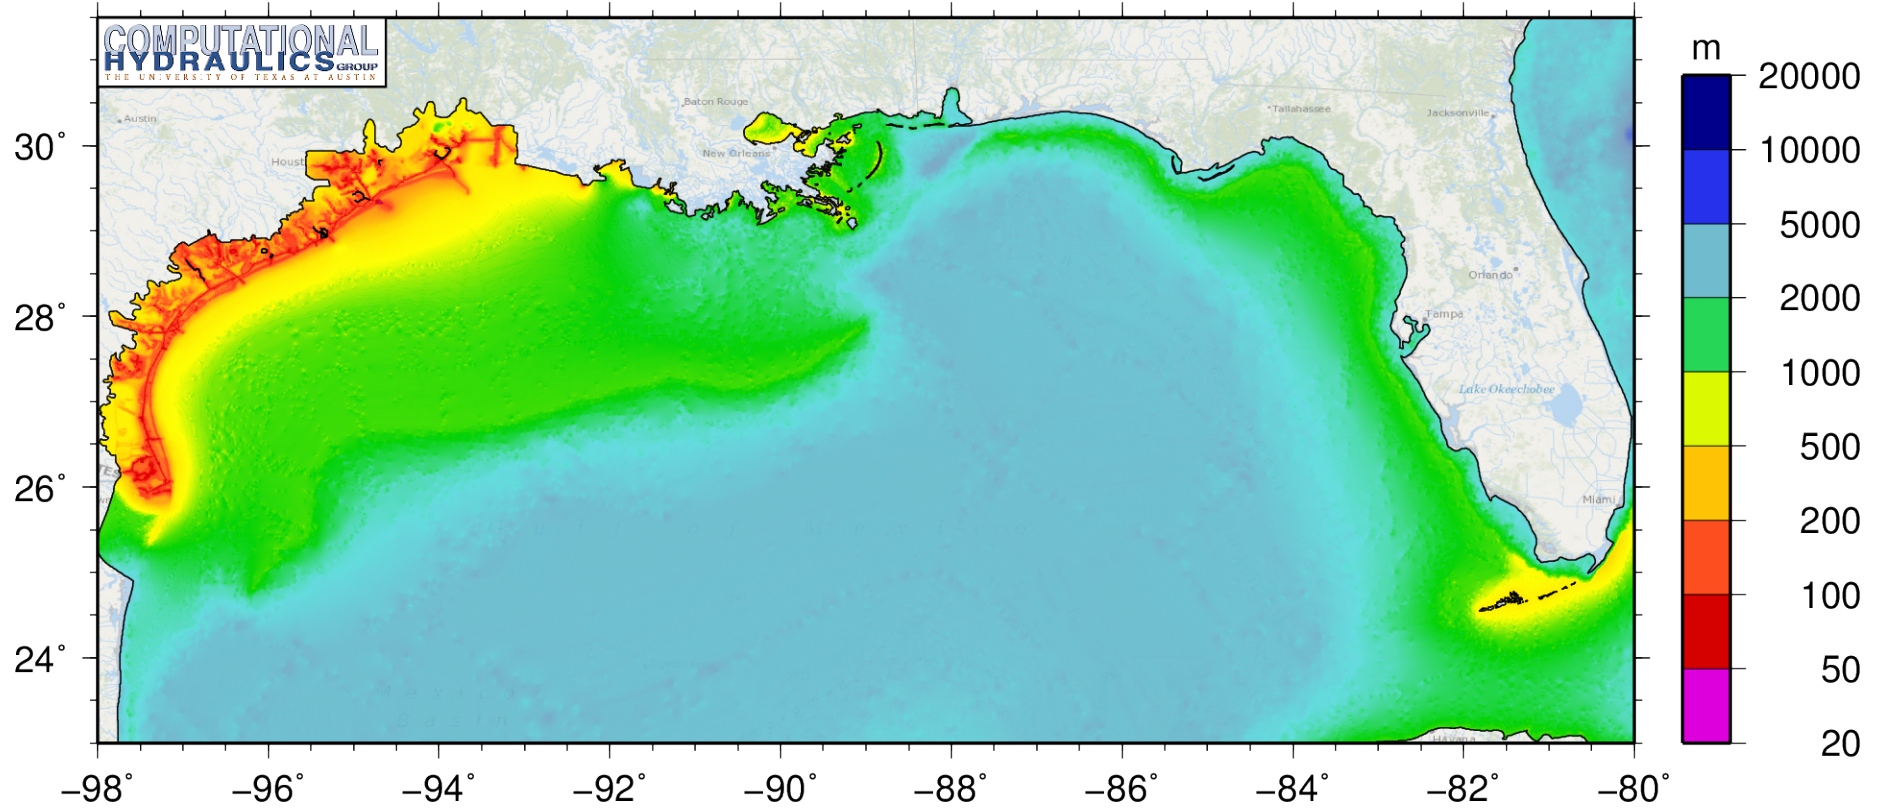 COMPUTATIONAL
HYDRAULICS GROUP
THE UNIVERSITY OF TEXAS AT AUSTIN
m
20000
10000
5000
2000
1000
500
200
100
50
20
30°
28°
26°
24°
−98°
−96°
−94°
−92°
−90°
−88°
−86°
−84°
−82°
−80°
Austin
Houst
Baton Rouge
New Orleans
Tallahassee
Jacksonville
Orlando
Tampa
Lake Okeechobee
Miami
Havana